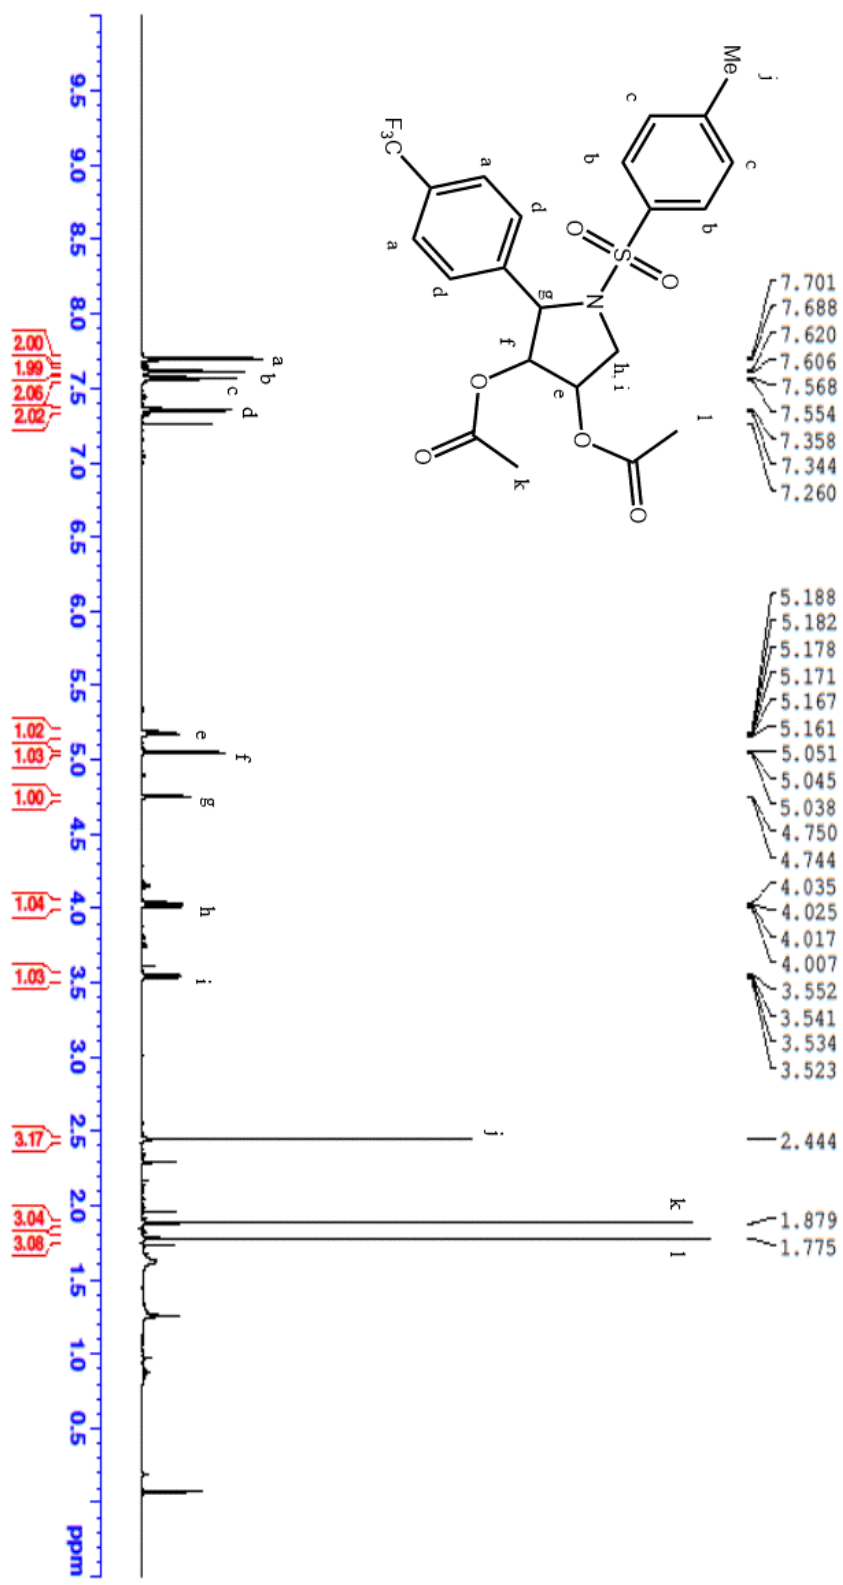 7.701
7.688
7.620
7.606
7.568
7.554
7.358
7.344
7.260
5.188
5.182
5.178
5.171
5.167
5.161
5.051
5.045
5.038
4.750
4.744
4.035
4.025
4.017
4.007
3.552
3.541
3.534
3.523
2.444
1.879
1.775
j
Me
c
c
b
b
O
S
O
N
F3C
a
a
d
d
g
f
e
h,i
O
O
k
O
O
l
a
b
c
d
e
f
g
h
i
j
k
l
9.5
9.0
8.5
8.0
7.5
7.0
6.5
6.0
5.5
5.0
4.5
4.0
3.5
3.0
2.5
2.0
1.5
1.0
0.5
ppm
2.00
1.99
2.06
2.02
1.02
1.03
1.00
1.04
1.03
3.17
3.04
3.08